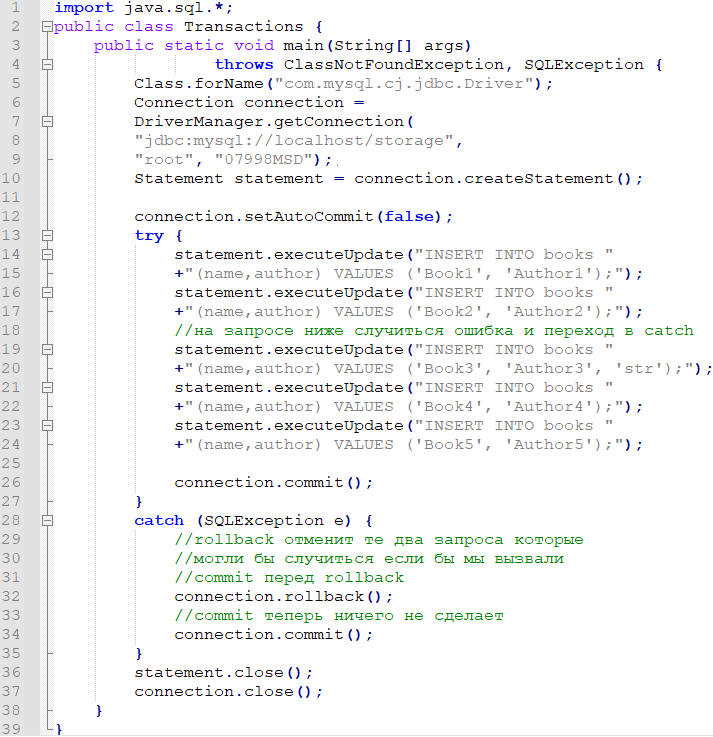 1 import java.sql.*;
2 public class Transactions {
3 public static void main(String[] args)
4 throws ClassNotFoundException, SQLException {
5 Class.forName("com.mysql.cj.jdbc.Driver");
6 Connection connection =
7 DriverManager.getConnection(
8 "jdbc:mysql://localhost/storage",
9 "root", "07998MSD");
10 Statement statement = connection.createStatement();
11
12 connection.setAutoCommit(false);
13 try {
14 statement.executeUpdate("INSERT INTO books "
15 +"(name,author) VALUES ('Book1', 'Author1');");
16 statement.executeUpdate("INSERT INTO books "
17 +"(name,author) VALUES ('Book2', 'Author2');");
18 //на запросе ниже случиться ошибка и переход в catch
19 statement.executeUpdate("INSERT INTO books "
20 +"(name,author) VALUES ('Book3', 'Author3', 'str');");
21 statement.executeUpdate("INSERT INTO books "
22 +"(name,author) VALUES ('Book4', 'Author4');");
23 statement.executeUpdate("INSERT INTO books "
24 +"(name,author) VALUES ('Book5', 'Author5');");
25
26 connection.commit();
27 }
28 catch (SQLException e) {
29 //rollback отменит те два запроса которые
30 //могли бы случиться если бы мы вызвали
31 //commit перед rollback
32 connection.rollback();
33 //commit теперь ничего не сделает
34 connection.commit();
35 }
36 statement.close();
37 connection.close();
38 }
39 }